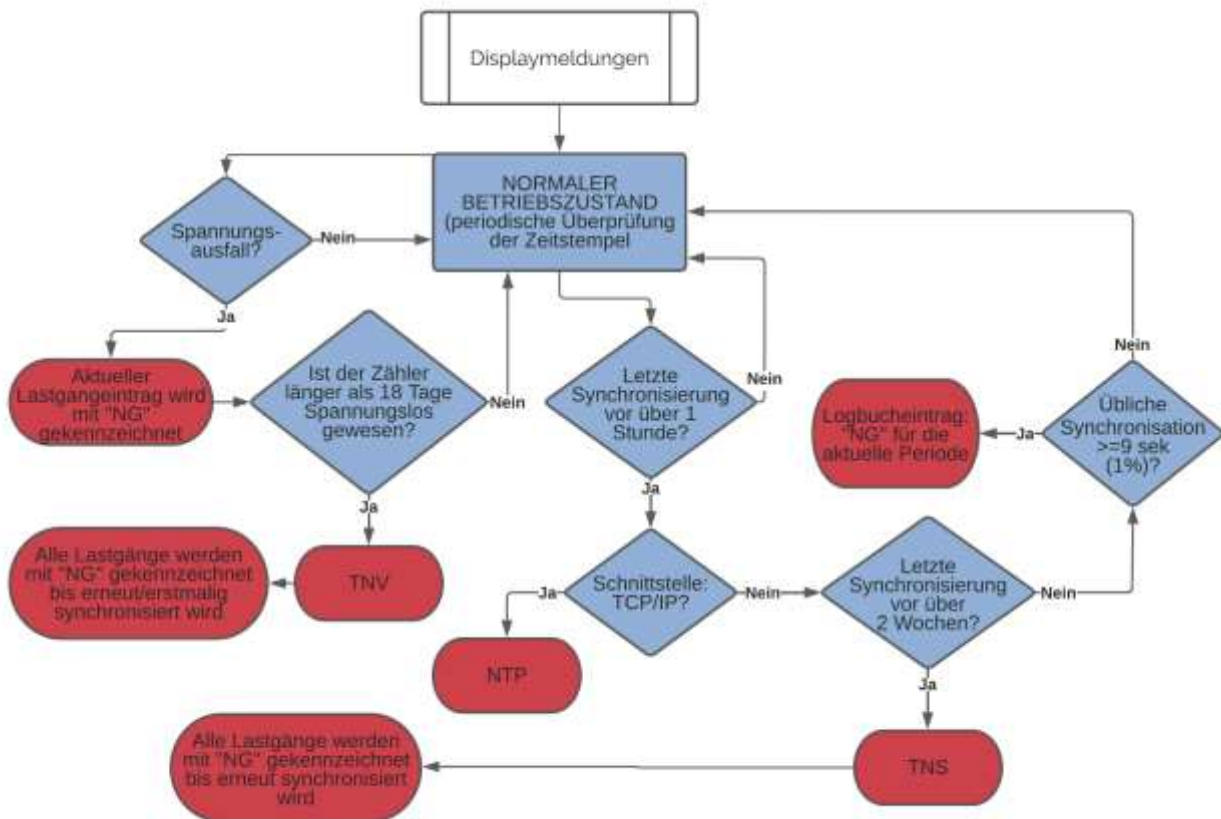 Displaymeldungen
NORMALER
BETRIEBSZUSTAND
(periodische Überprüfung
der Zeitstempel
Spannungs-
ausfall?
Nein
Ja
Aktueller
Lastgangeintrag wird
mit "NG"
gekennzeichnet
Ist der Zähler
länger als 18 Tage
Spannungslos
gewesen?
Nein
Ja
TNV
Alle Lastgänge werden
mit "NG" gekennzeichnet
bis erneut/erstmalig
synchronisiert wird
Letzte
Synchronisierung
vor über 1
Stunde?
Nein
Ja
Schnittstelle:
TCP/IP?
Ja
NTP
Nein
Letzte
Synchronisierung
vor über
2 Wochen?
Nein
Ja
TNS
Alle Lastgänge werden
mit "NG" gekennzeichnet
bis erneut synchronisiert
wird
Übliche
Synchronisation
>=9 sek
(1%)?
Nein
Ja
Logbucheintrag:
"NG" für die
aktuelle Periode